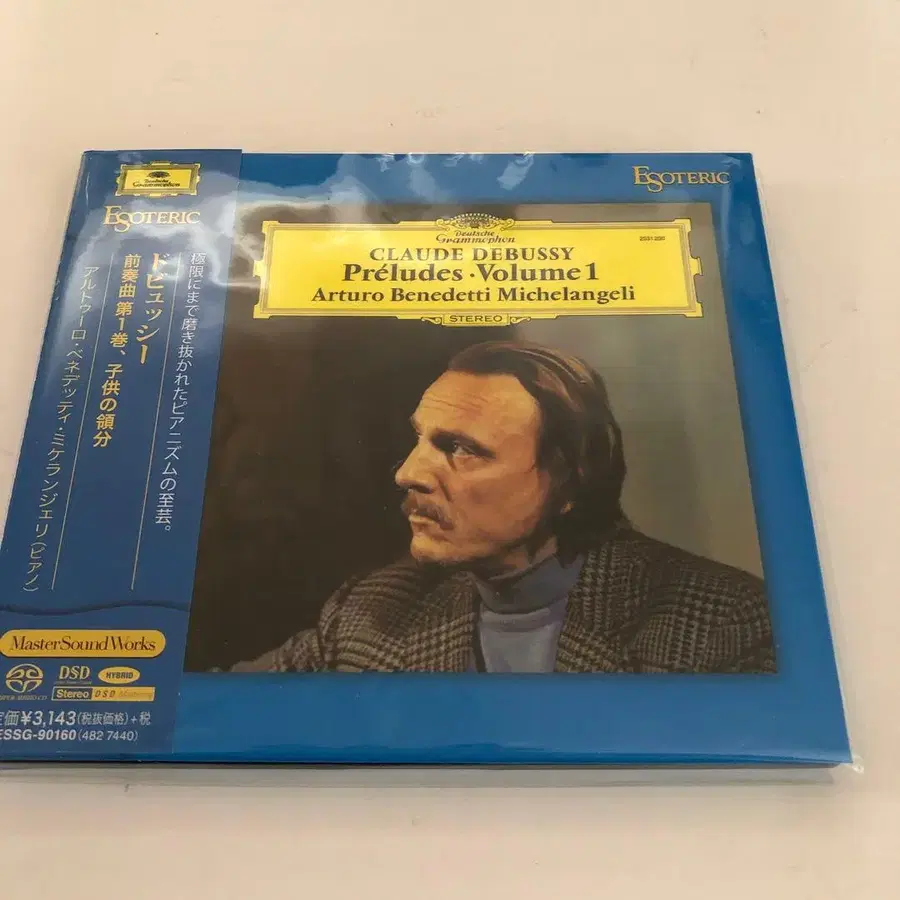 Deutsche
Grammophon
ESOTERIC
極限にまで磨き抜かれたピアニズムの至芸。
ドビュッシー
前奏曲 第1巻、子供の領分
アルトゥーロ・ベネデッティ・ミケランジェリ(ピアノ)
MasterSoundWorks
SUPER AUDIO CD
DSD
HYBRID
Stereo DSD Mastering
定価¥3,143(税抜価格)+税
ESSG-90160(482 7440)
ESOTERIC
Deutsche
Grammophon
2531 200
CLAUDE DEBUSSY
Préludes·Volume 1
Arturo Benedetti Michelangeli
STEREO